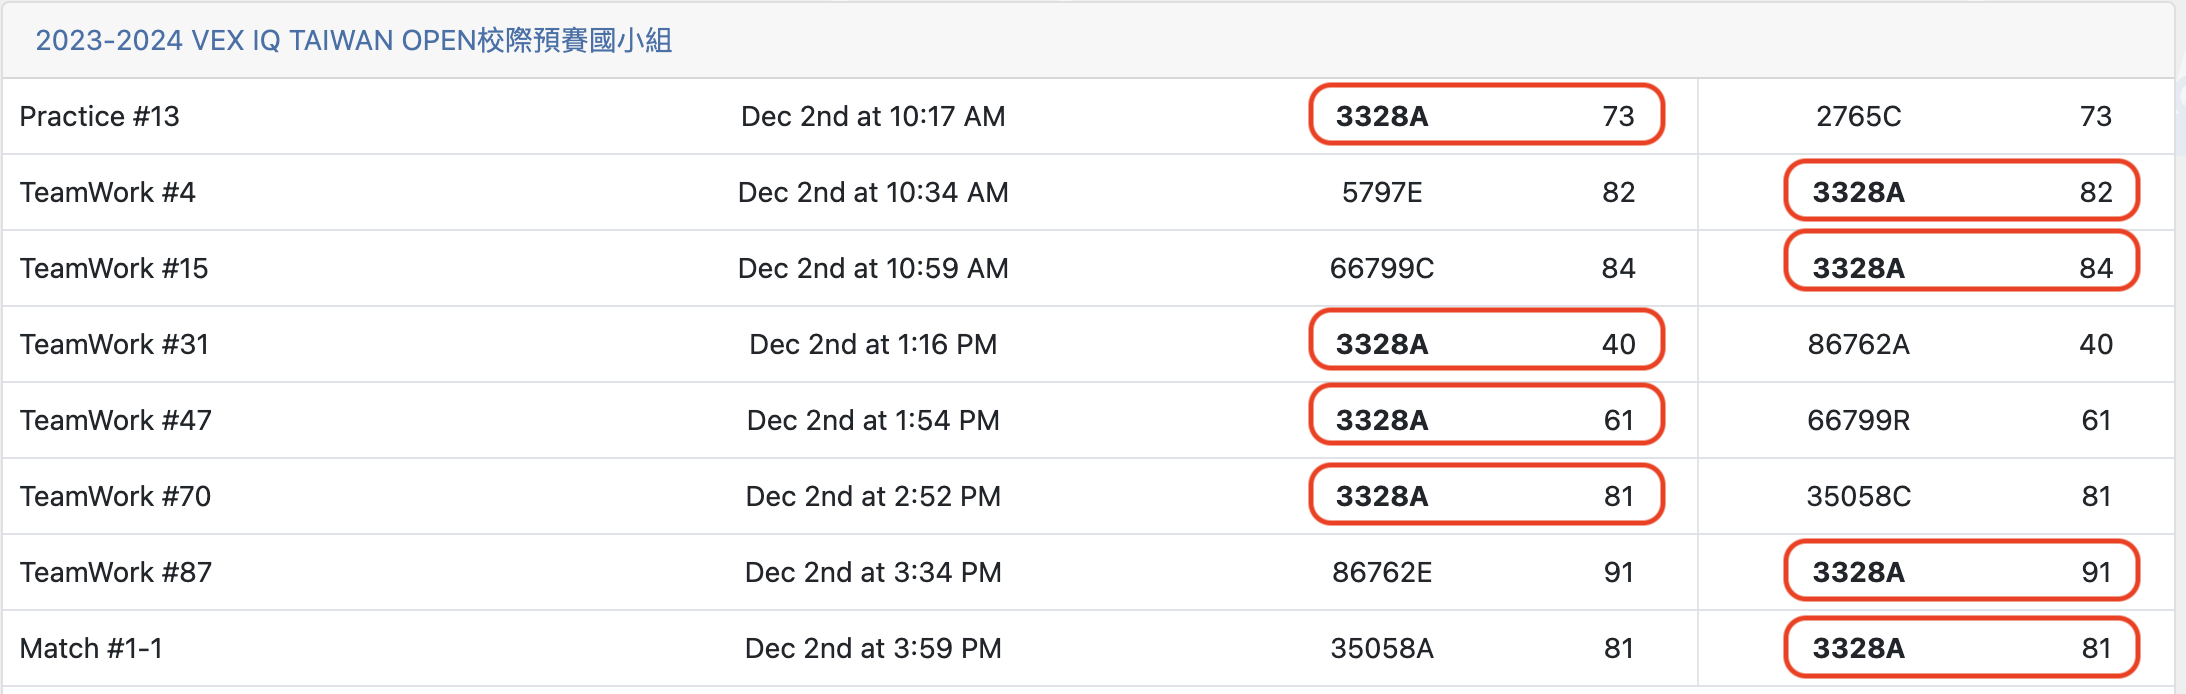 2023-2024 VEX IQ TAIWAN OPEN校際預賽國小組
Practice #13 Dec 2nd at 10:17 AM 3328A 73 2765C 73
TeamWork #4 Dec 2nd at 10:34 AM 5797E 82 3328A 82
TeamWork #15 Dec 2nd at 10:59 AM 66799C 84 3328A 84
TeamWork #31 Dec 2nd at 1:16 PM 3328A 40 86762A 40
TeamWork #47 Dec 2nd at 1:54 PM 3328A 61 66799R 61
TeamWork #70 Dec 2nd at 2:52 PM 3328A 81 35058C 81
TeamWork #87 Dec 2nd at 3:34 PM 86762E 91 3328A 91
Match #1-1 Dec 2nd at 3:59 PM 35058A 81 3328A 81